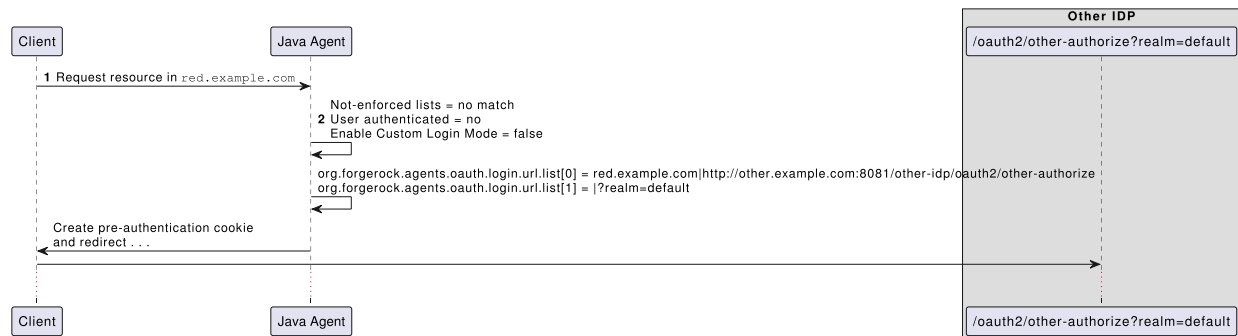 Other IDP
Client
Java Agent
/oauth2/other-authorize?realm=default
1 Request resource in red.example.com
Not-enforced lists = no match
2 User authenticated = no
Enable Custom Login Mode = false
org.forgerock.agents.oauth.login.url.list[0] = red.example.com|http://other.example.com:8081/other-idp/oauth2/other-authorize
org.forgerock.agents.oauth.login.url.list[1] = |?realm=default
Create pre-authentication cookie
and redirect . . .
Client
Java Agent
/oauth2/other-authorize?realm=default